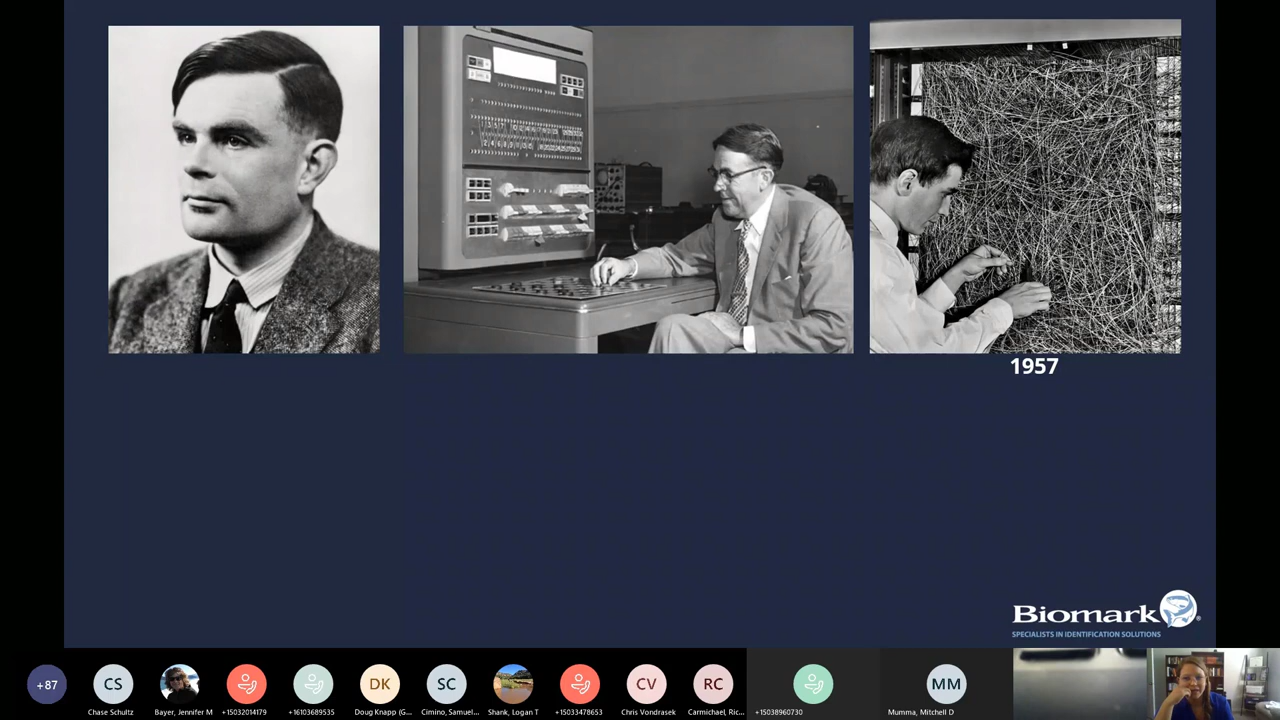 1957
Biomark®
SPECIALISTS IN IDENTIFICATION SOLUTIONS
+87
CS
DK
SC
CV
RC
MM
Chase Schultz
Bayer, Jennifer M
+15032014179
+16103689535
Doug Knapp (G...
Cimino, Samuel...
Shank, Logan T
+15033478653
Chris Vondrasek
Carmichael, Ric...
+15038960730
Mumma, Mitchell D